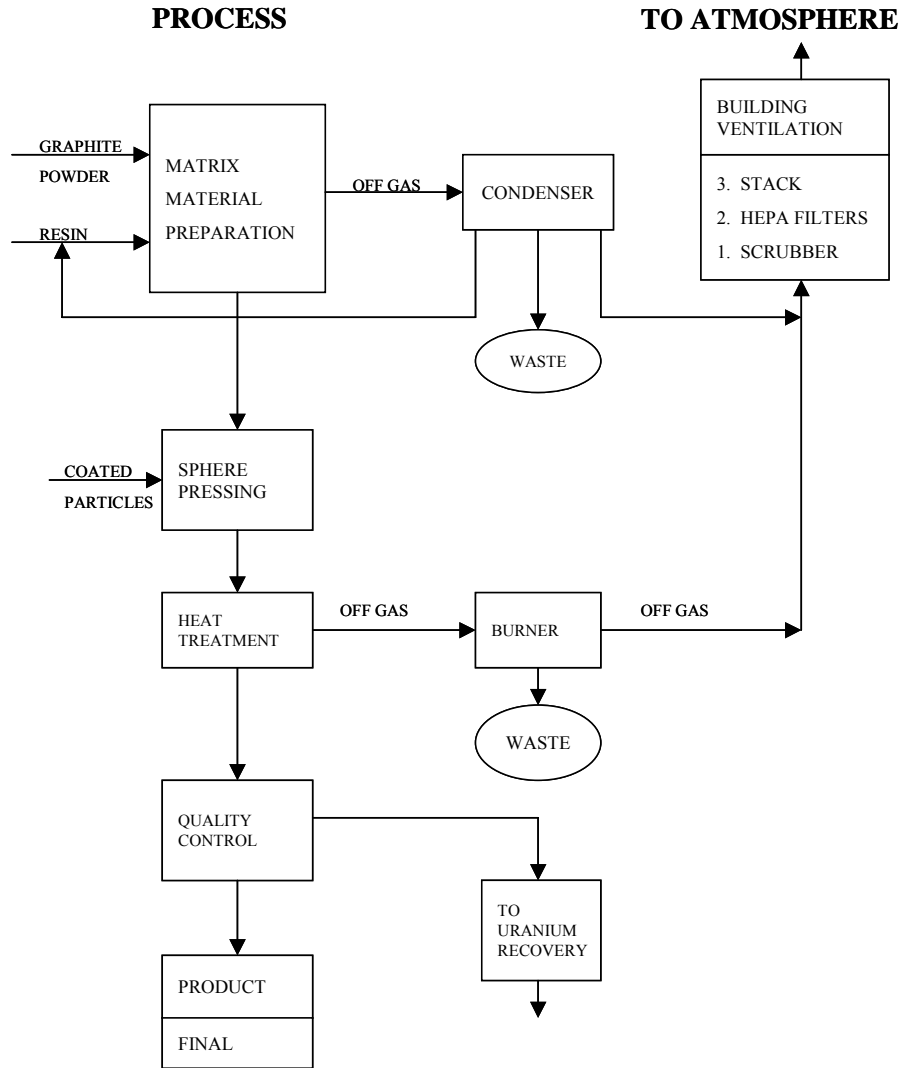 PROCESS
TO ATMOSPHERE
BUILDING
VENTILATION
3. STACK
2. HEPA FILTERS
1. SCRUBBER
GRAPHITE
POWDER
RESIN
MATRIX
MATERIAL
PREPARATION
OFF GAS
CONDENSER
WASTE
COATED
PARTICLES
SPHERE
PRESSING
HEAT
TREATMENT
OFF GAS
BURNER
OFF GAS
WASTE
QUALITY
CONTROL
TO
URANIUM
RECOVERY
PRODUCT
FINAL